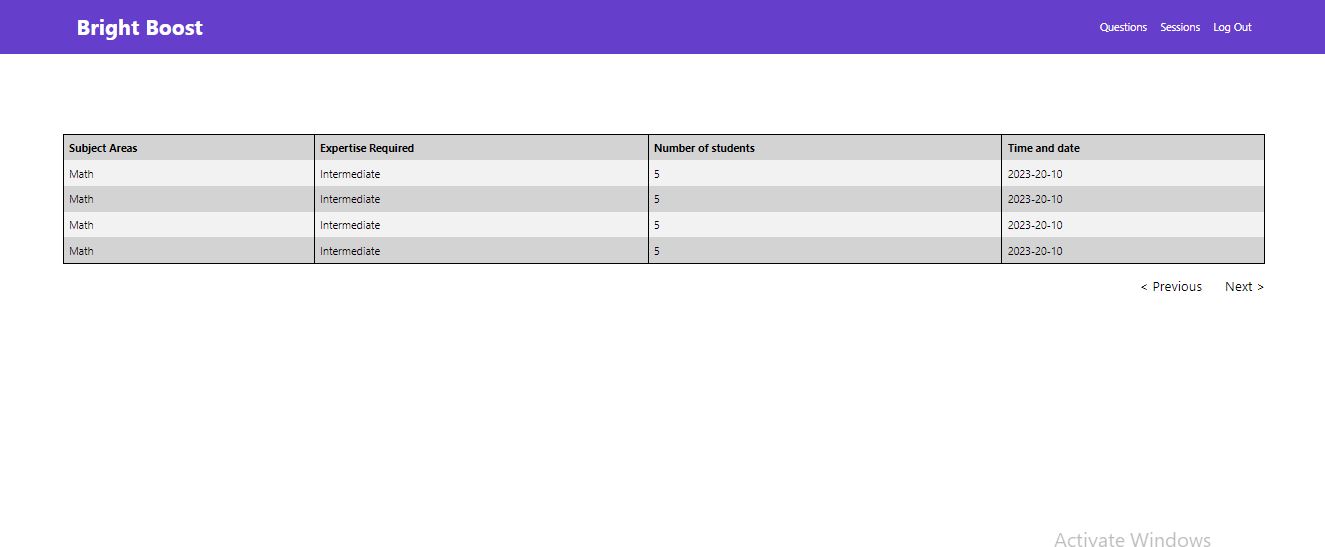 Bright Boost Questions Sessions Log Out
Subject Areas Expertise Required Number of students Time and date
Math Intermediate 5 2023-20-10
Math Intermediate 5 2023-20-10
Math Intermediate 5 2023-20-10
Math Intermediate 5 2023-20-10
< Previous Next >
Activate Windows